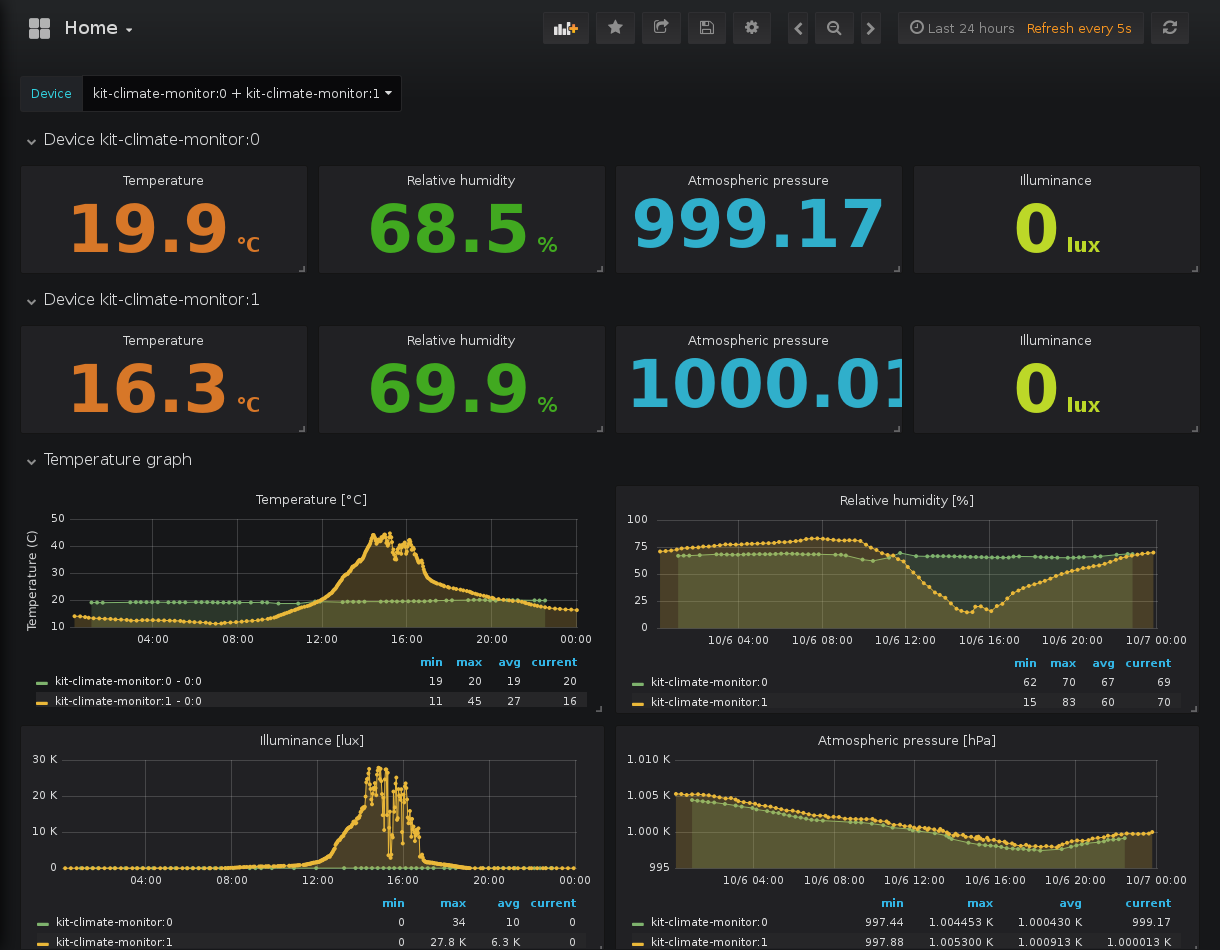 Home
Last 24 hours Refresh every 5s
Device kit-climate-monitor:0 + kit-climate-monitor:1
Device kit-climate-monitor:0
Temperature Relative humidity Atmospheric pressure Illuminance
19.9 °C 68.5 % 999.17 0 lux
Device kit-climate-monitor:1
Temperature Relative humidity Atmospheric pressure Illuminance
16.3 °C 69.9 % 1000.01 0 lux
Temperature graph
Temperature [°C]
Temperature (C)
50
40
30
20
10
04:00 08:00 12:00 16:00 20:00 00:00
min max avg current
kit-climate-monitor:0 - 0:0 19 20 19 20
kit-climate-monitor:1 - 0:0 11 45 27 16
Relative humidity [%]
100
75
50
25
0
10/6 04:00 10/6 08:00 10/6 12:00 10/6 16:00 10/6 20:00 10/7 00:00
min max avg current
kit-climate-monitor:0 62 70 67 69
kit-climate-monitor:1 15 83 60 70
Illuminance [lux]
30 K
20 K
10 K
0
04:00 08:00 12:00 16:00 20:00 00:00
min max avg current
kit-climate-monitor:0 0 34 10 0
kit-climate-monitor:1 0 27.8 K 6.3 K 0
Atmospheric pressure [hPa]
1.010 K
1.005 K
1.000 K
995
10/6 04:00 10/6 08:00 10/6 12:00 10/6 16:00 10/6 20:00 10/7 00:00
min max avg current
kit-climate-monitor:0 997.44 1.004453 K 1.000430 K 999.17
kit-climate-monitor:1 997.88 1.005300 K 1.000913 K 1.000013 K